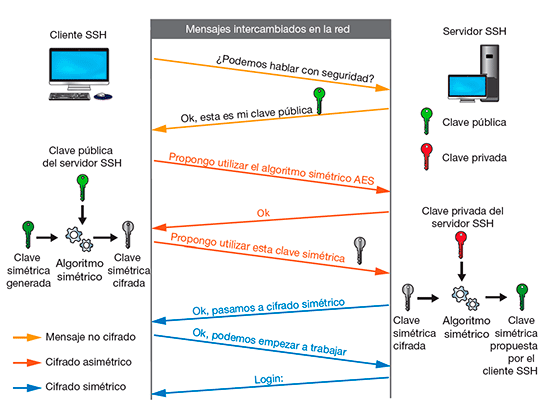 Mensajes intercambiados en la red
Cliente SSH
Servidor SSH
¿Podemos hablar con seguridad?
Ok, esta es mi clave pública
Clave pública
Clave privada
Clave pública
del servidor SSH
Propongo utilizar el algoritmo simétrico AES
Ok
Clave
simétrica
generada
Algoritmo
simétrico
Clave
simétrica
cifrada
Propongo utilizar esta clave simétrica
Clave privada del
servidor SSH
Ok, pasamos a cifrado simétrico
Clave
simétrica
cifrada
Algoritmo
simétrico
Clave
simétrica
propuesta
por el
cliente SSH
Ok, podemos empezar a trabajar
Login:
Mensaje no cifrado
Cifrado asimétrico
Cifrado simétrico